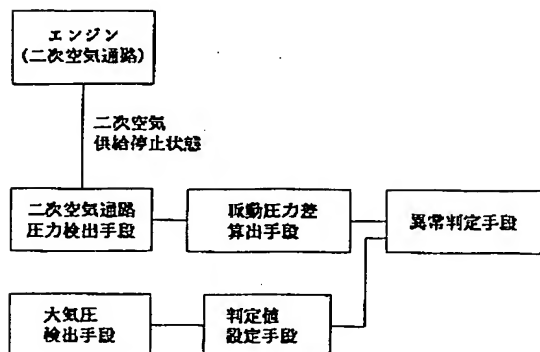 エンジン
(二次空気通路)
二次空気
供給停止状態
二次空気通路
圧力検出手段
脈動圧力差
算出手段
異常判定手段
大気圧
検出手段
判定値
設定手段